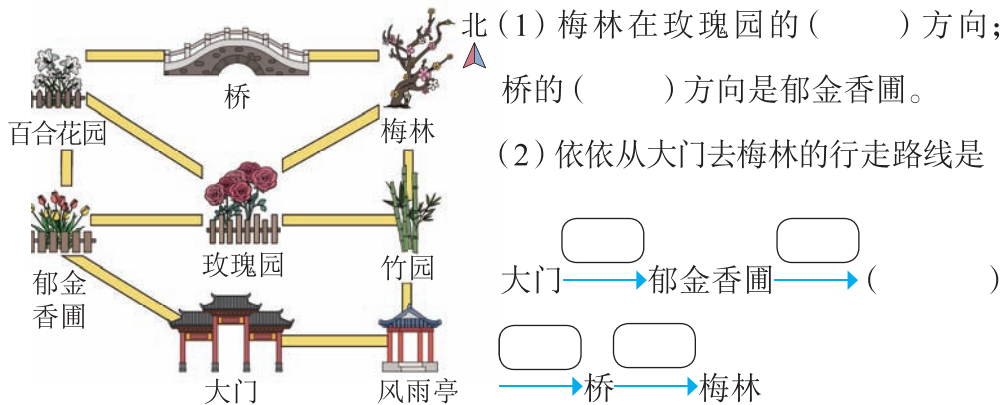 桥
百合花园
梅林
玫瑰园
竹园
郁金
香圃
大门
风雨亭
北
(1)梅林在玫瑰园的(　　)方向;
桥的(　　)方向是郁金香圃。
(2)依依从大门去梅林的行走路线是
大门　　郁金香圃　　(　　)
桥　　梅林